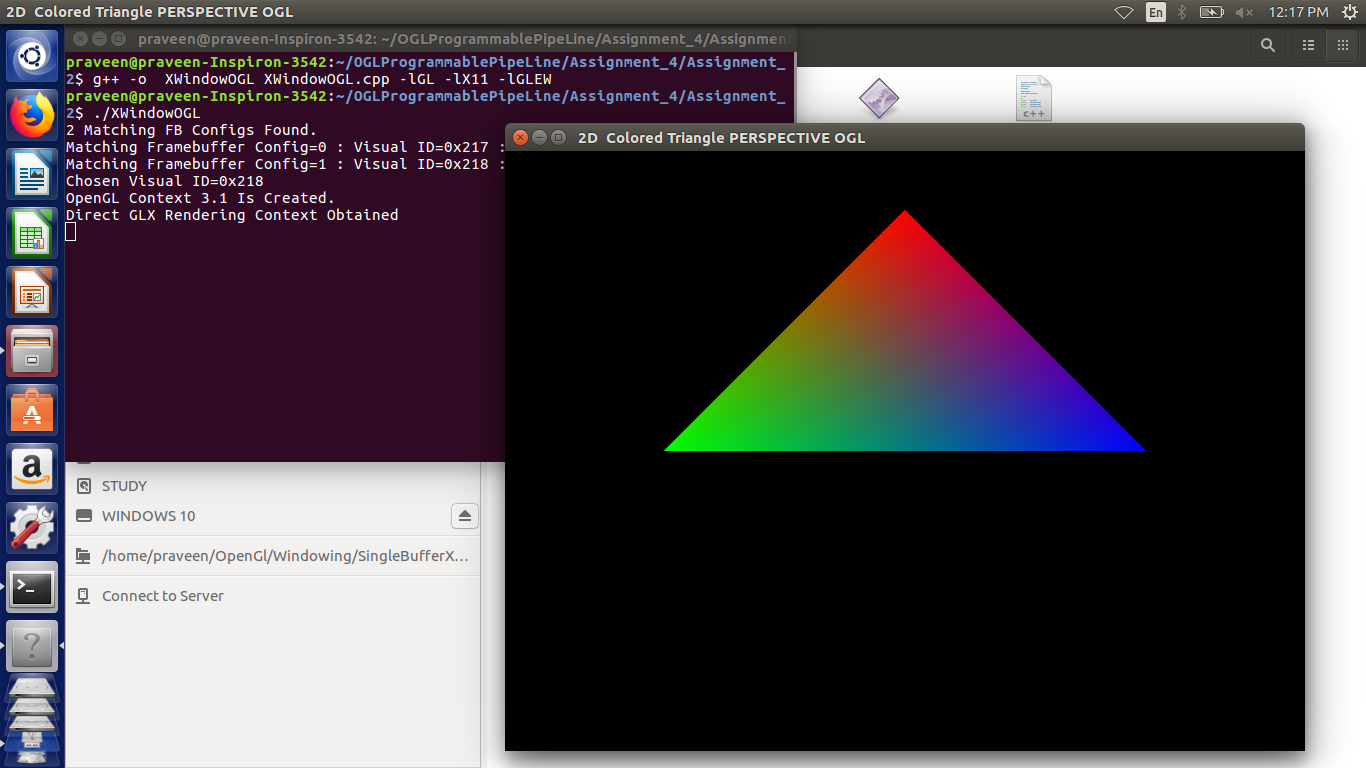 2D  Colored Triangle PERSPECTIVE OGL
En
12:17 PM
praveen@praveen-Inspiron-3542: ~/OGLProgrammablePipeLine/Assignment_4/Assignmen
praveen@praveen-Inspiron-3542:~/OGLProgrammablePipeLine/Assignment_4/Assignment_
2$ g++ -o  XWindowOGL XWindowOGL.cpp -lGL -lX11 -lGLEW
praveen@praveen-Inspiron-3542:~/OGLProgrammablePipeLine/Assignment_4/Assignment_
2$ ./XWindowOGL
2 Matching FB Configs Found.
Matching Framebuffer Config=0 : Visual ID=0x217 :
Matching Framebuffer Config=1 : Visual ID=0x218 :
Chosen Visual ID=0x218
OpenGL Context 3.1 Is Created.
Direct GLX Rendering Context Obtained
c++
2D  Colored Triangle PERSPECTIVE OGL
STUDY
WINDOWS 10
/home/praveen/OpenGl/Windowing/SingleBufferX...
Connect to Server